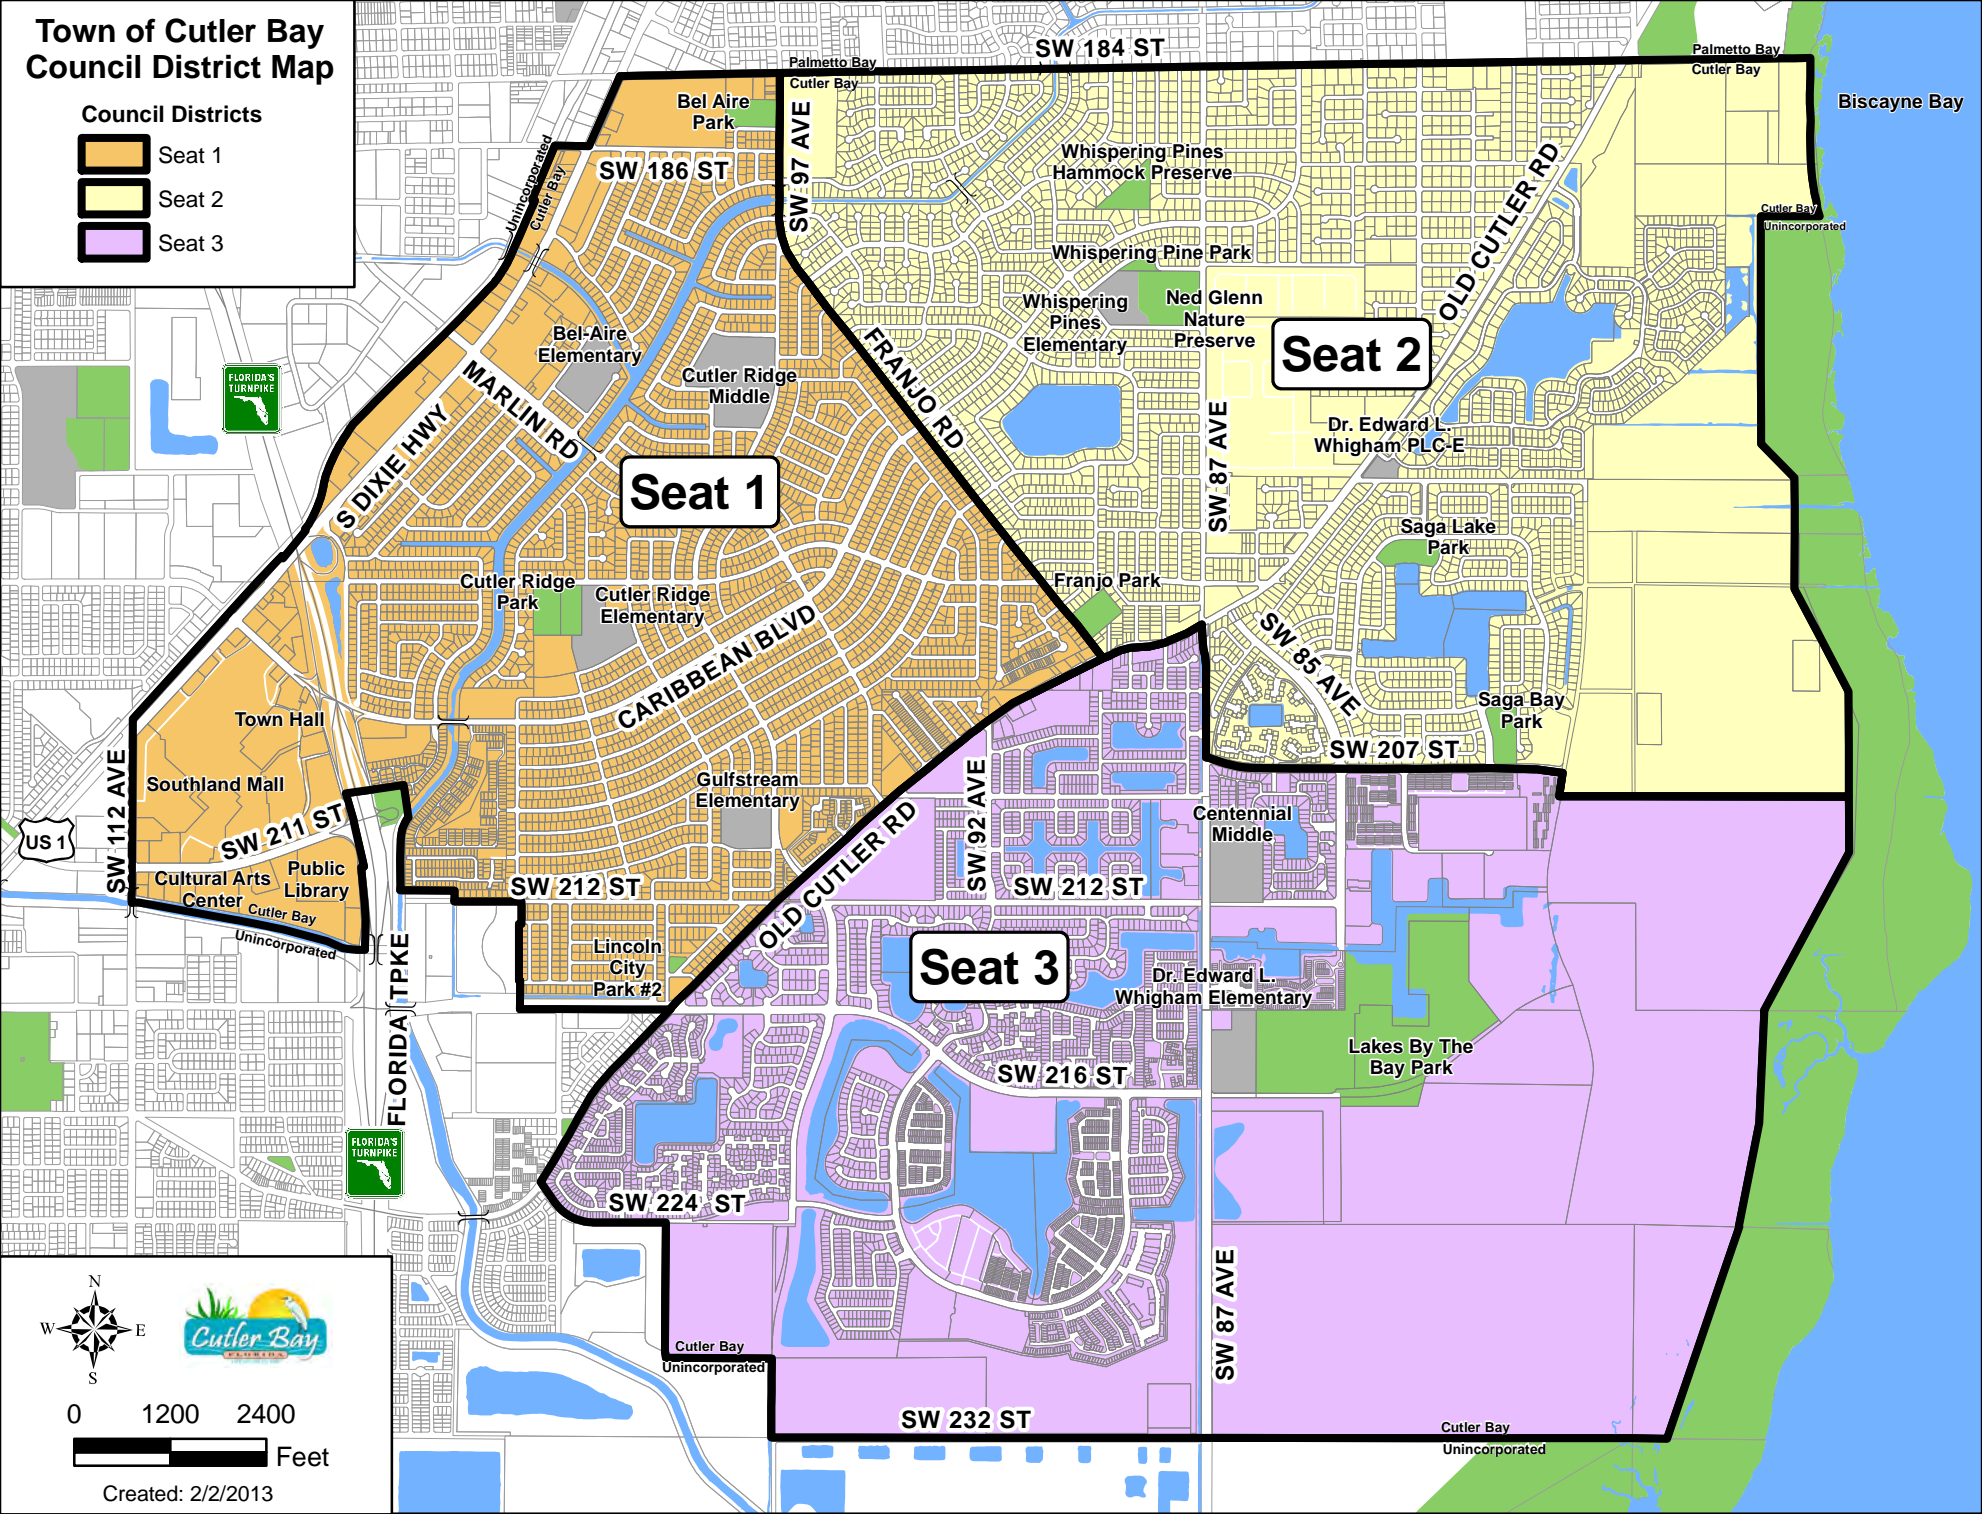 Town of Cutler Bay
Council District Map
Council Districts
Seat 1
Seat 2
Seat 3
SW 184 ST
Palmetto Bay
Cutler Bay
Palmetto Bay
Cutler Bay
Biscayne Bay
Bel Aire
Park
SW 97 AVE
Unincorporated
Cutler Bay
SW 186 ST
Whispering Pines
Hammock Preserve
OLD CUTLER RD
Cutler Bay
Unincorporated
Whispering Pine Park
Whispering
Pines
Elementary
Ned Glenn
Nature
Preserve
Seat 2
Bel-Aire
Elementary
Cutler Ridge
Middle
FRANJO RD
MARLIN RD
FLORIDA'S
TURNPIKE
S DIXIE HWY
Dr. Edward L.
Whigham PLC-E
SW 87 AVE
Seat 1
Saga Lake
Park
Cutler Ridge
Park
Cutler Ridge
Elementary
Franjo Park
CARIBBEAN BLVD
SW 85 AVE
Saga Bay
Park
SW 207 ST
Town Hall
Southland Mall
SW 112 AVE
SW 211 ST
US 1
Gulfstream
Elementary
OLD CUTLER RD
SW 92 AVE
Centennial
Middle
Public
Library
Cultural Arts
Center
Cutler Bay
Unincorporated
SW 212 ST
SW 212 ST
Lincoln
City
Park #2
Seat 3
Dr. Edward L.
Whigham Elementary
FLORIDA TPKE
Lakes By The
Bay Park
SW 216 ST
FLORIDA'S
TURNPIKE
SW 224 ST
SW 87 AVE
Cutler Bay
Unincorporated
SW 232 ST
Cutler Bay
Unincorporated
N
W
E
S
Cutler Bay
FLORIDA
0 1200 2400
Feet
Created: 2/2/2013